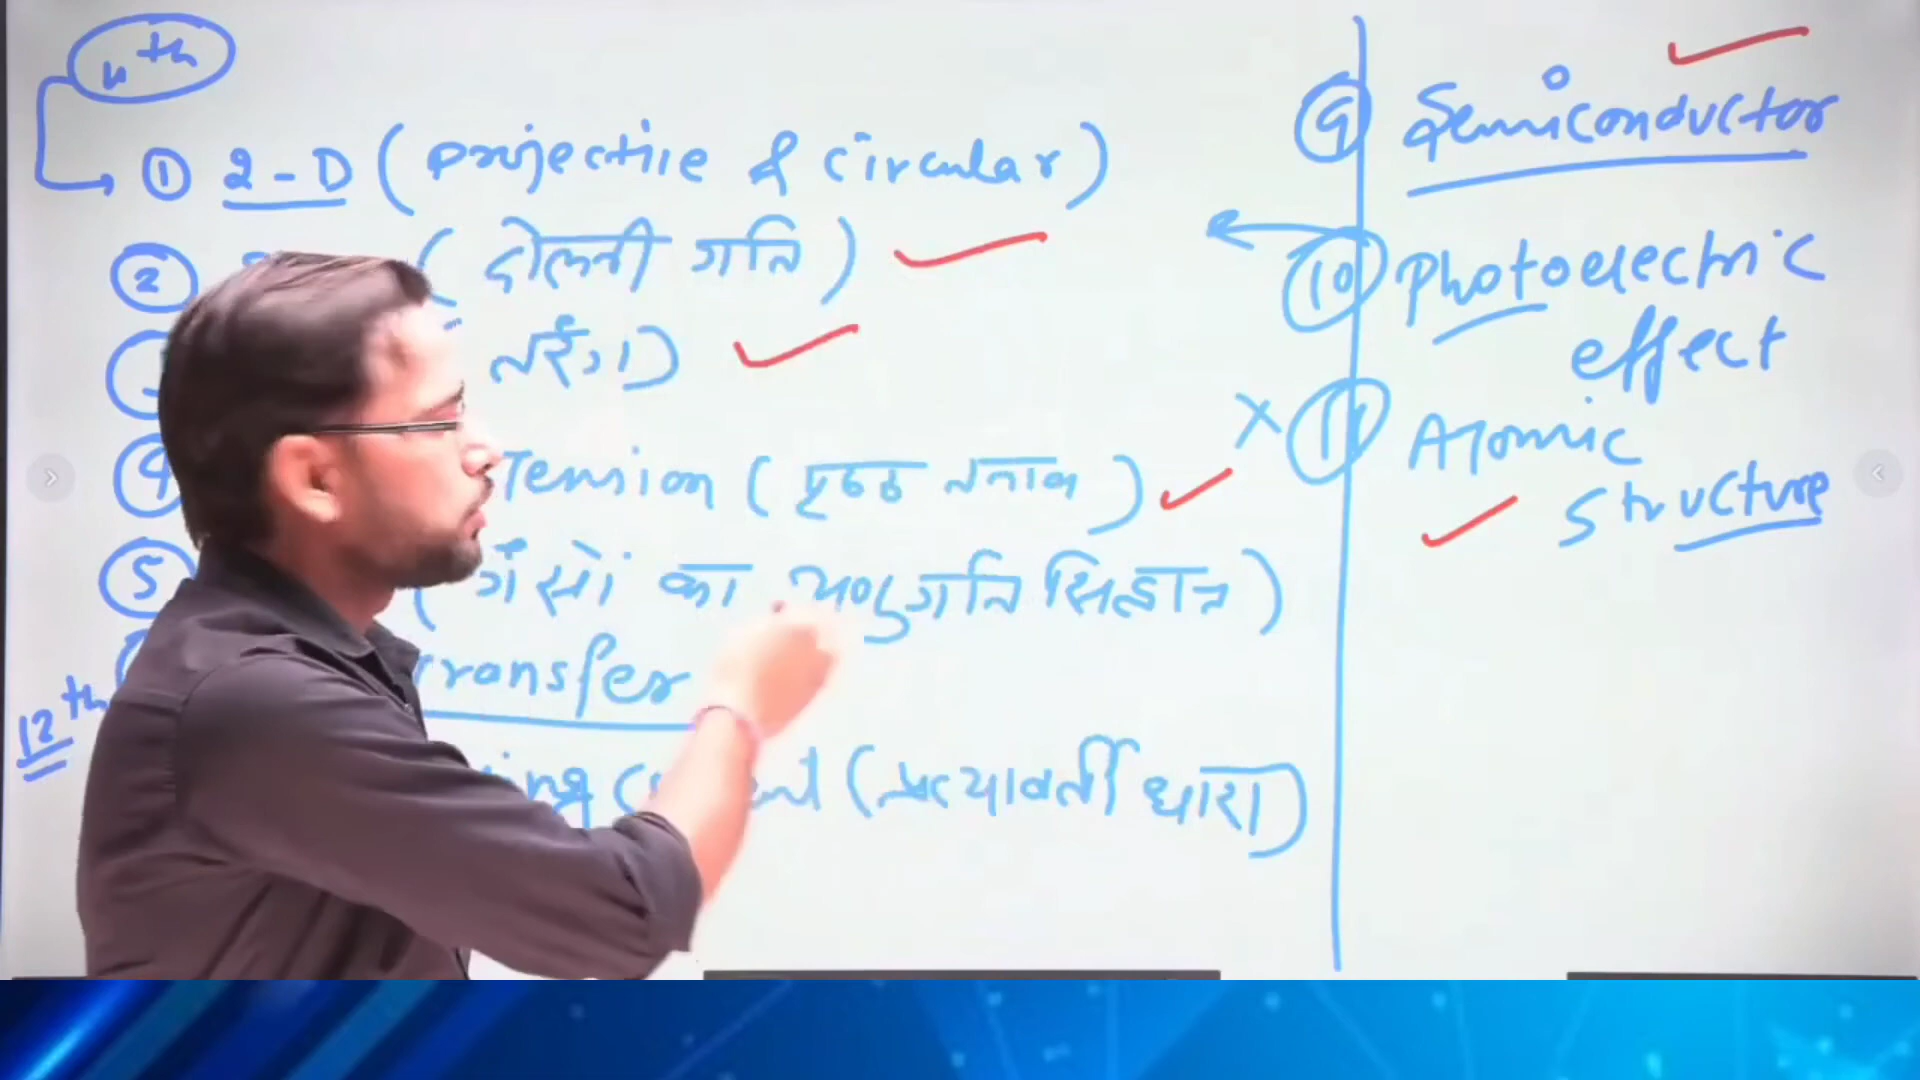 11th
① 2-D (Projectile & circular)
② ( दोलनी गति )
तरंग)
④ Tension (पृष्ठ तनाव)
⑤ (गैसों का अणुगति सिद्धान्त)
Transfer
12th
(प्रत्यावर्ती धारा)
⑨ Semiconductor
⑩ Photoelectric
effect
× ⑪ Atomic
Structure